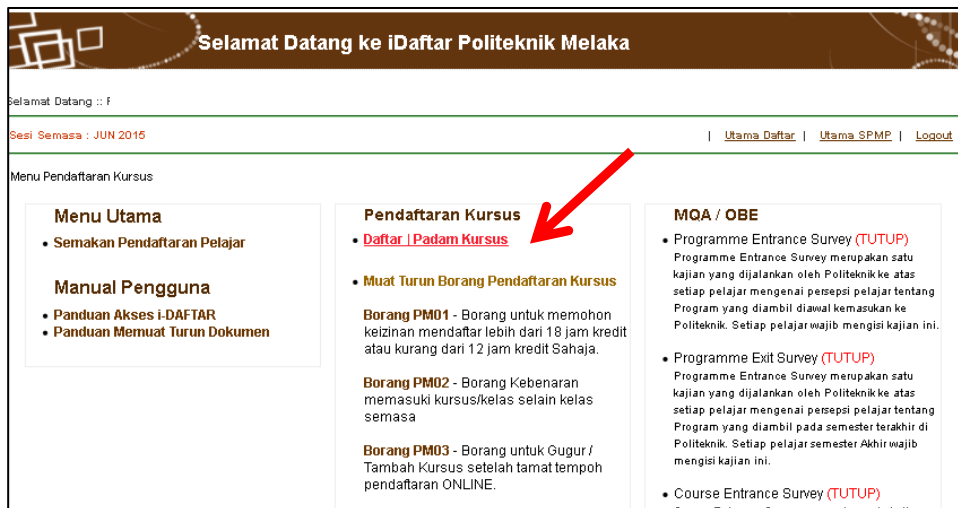 Selamat Datang ke iDaftar Politeknik Melaka
Selamat Datang ::
Sesi Semasa : JUN 2015
| Utama Daftar | Utama SPMP | Logout
Menu Pendaftaran Kursus
Menu Utama
• Semakan Pendaftaran Pelajar
Manual Pengguna
• Panduan Akses i-DAFTAR
• Panduan Memuat Turun Dokumen
Pendaftaran Kursus
• Daftar | Padam Kursus
• Muat Turun Borang Pendaftaran Kursus
Borang PM01 - Borang untuk memohon
keizinan mendaftar lebih dari 18 jam kredit
atau kurang dari 12 jam kredit Sahaja.
Borang PM02 - Borang Kebenaran
memasuki kursus/kelas selain kelas
semasa
Borang PM03 - Borang untuk Gugur /
Tambah Kursus setelah tamat tempoh
pendaftaran ONLINE.
MQA / OBE
• Programme Entrance Survey (TUTUP)
Programme Entrance Survey merupakan satu
kajian yang dijalankan oleh Politeknik ke atas
setiap pelajar mengenai persepsi pelajar tentang
Program yang diambil diawal kemasukan ke
Politeknik. Setiap pelajar wajib mengisi kajian ini.
• Programme Exit Survey (TUTUP)
Programme Entrance Survey merupakan satu
kajian yang dijalankan oleh Politeknik ke atas
setiap pelajar mengenai persepsi pelajar tentang
Program yang diambil pada semester terakhir di
Politeknik. Setiap pelajar semester Akhir wajib
mengisi kajian ini.
• Course Entrance Survey (TUTUP)